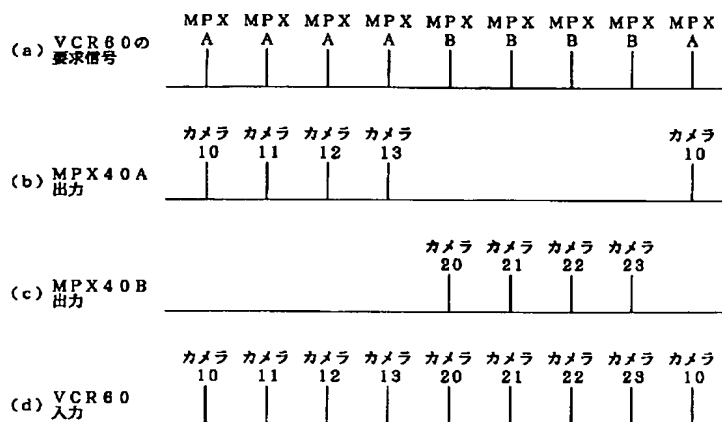 MPX MPX MPX MPX MPX MPX MPX MPX MPX
A A A A B B B B A
(a) VCR60の
要求信号
カメラ カメラ カメラ カメラ カメラ
10 11 12 13 10
(b) MPX40A
出力
カメラ カメラ カメラ カメラ
20 21 22 23
(c) MPX40B
出力
カメラ カメラ カメラ カメラ カメラ カメラ カメラ カメラ カメラ
10 11 12 13 20 21 22 23 10
(d) VCR60
入力